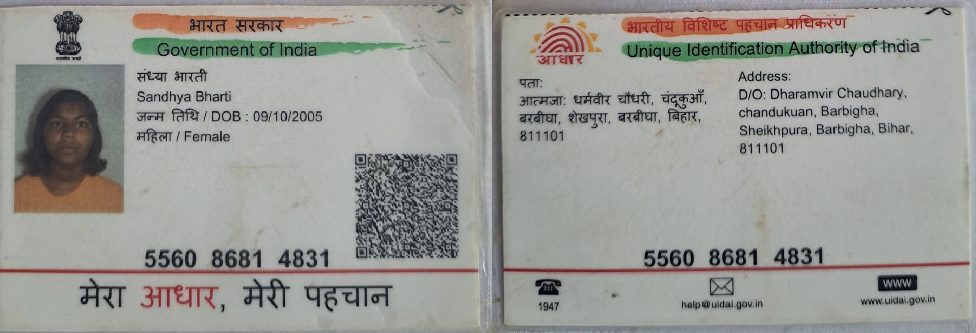 भारत सरकार
Government of India
संध्या भारती
Sandhya Bharti
जन्म तिथि / DOB : 09/10/2005
महिला / Female
5560 8681 4831
मेरा आधार, मेरी पहचान
भारतीय विशिष्ट पहचान प्राधिकरण
Unique Identification Authority of India
आधार
पता:
आत्मजा: धर्मवीर चौधरी, चंदूकुआँ,
बरबीघा, शेखपुरा, बरबीघा, बिहार,
811101
Address:
D/O: Dharamvir Chaudhary,
chandukuan, Barbigha,
Sheikhpura, Barbigha, Bihar,
811101
5560 8681 4831
1947
help@uidai.gov.in
www
www.uidai.gov.in